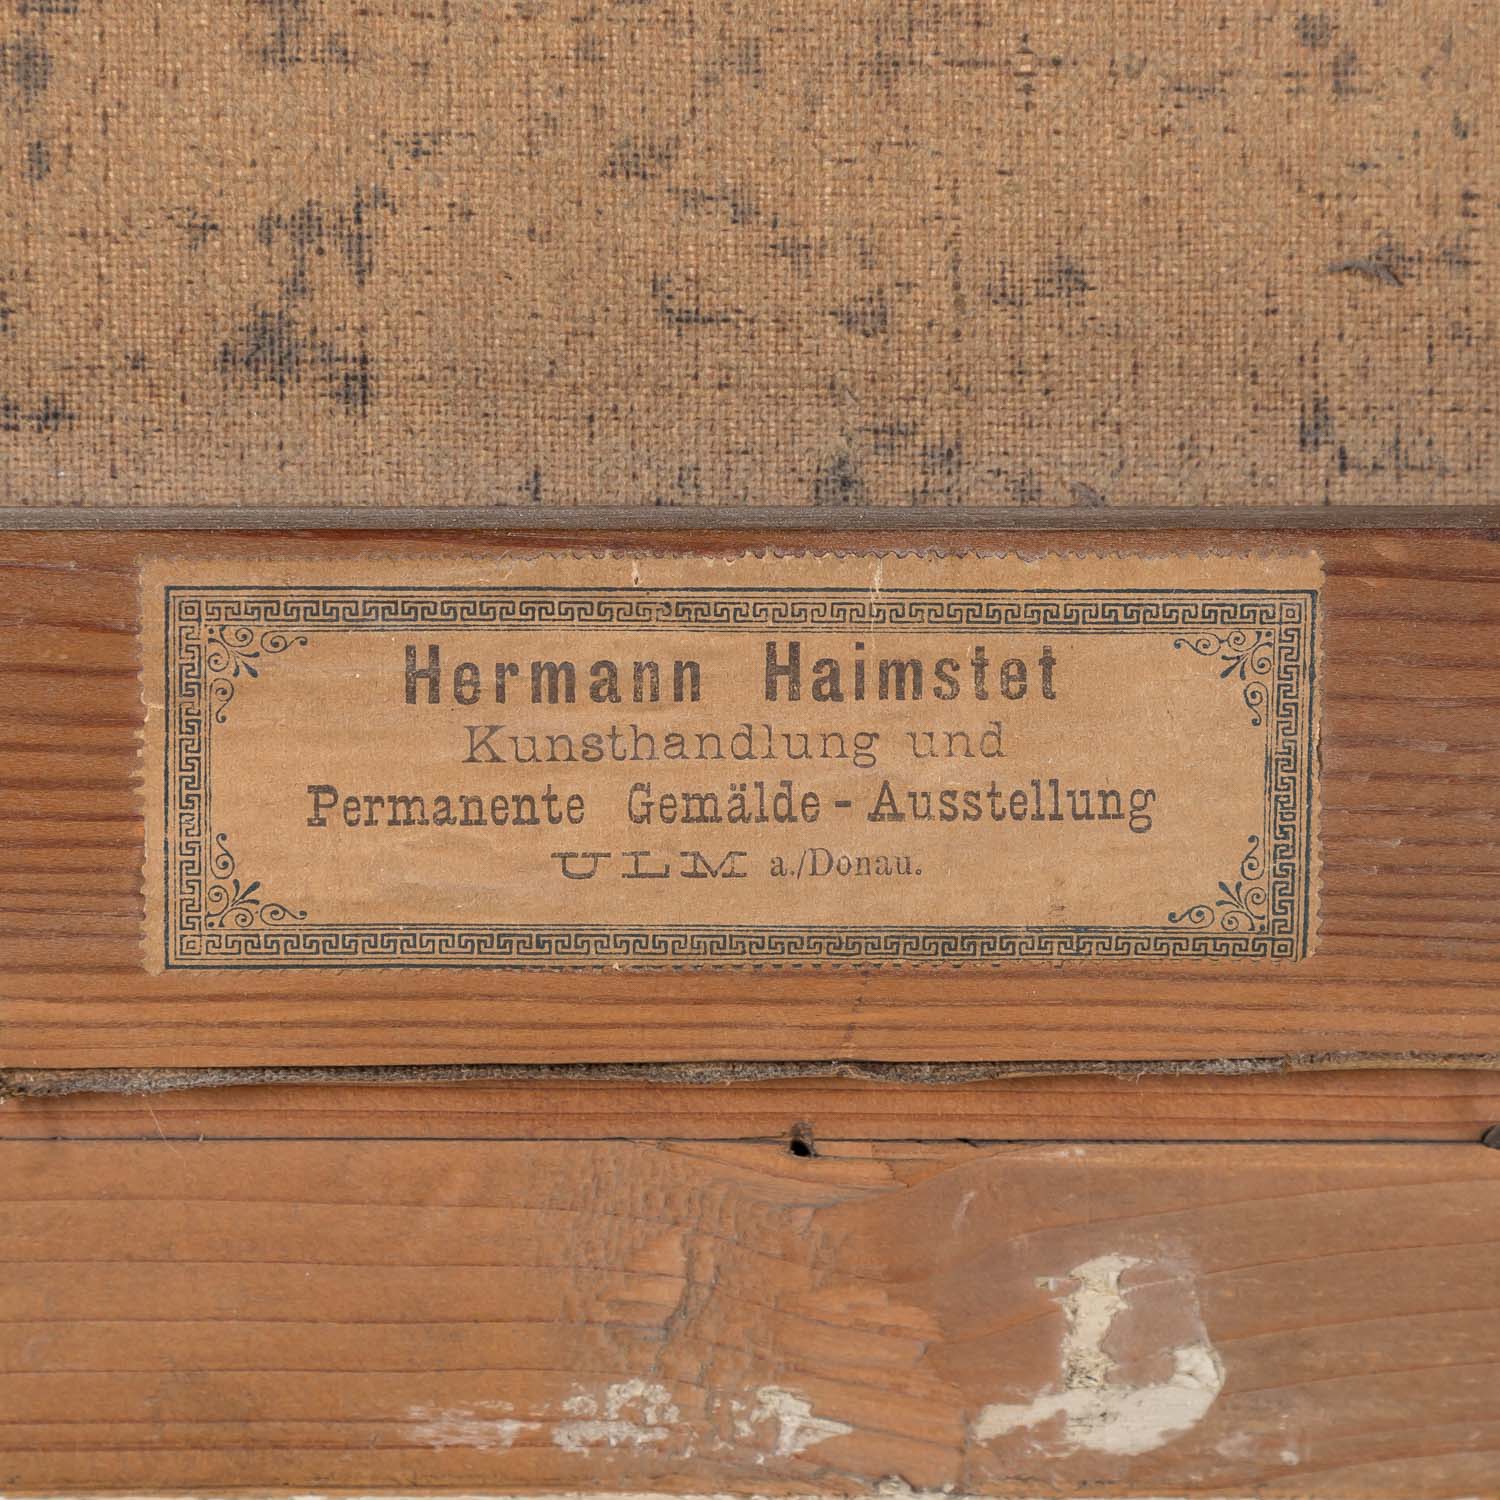 Hermann Haimstet
Kunsthandlung und
Permanente Gemälde - Ausstellung
ULM a./Donau.